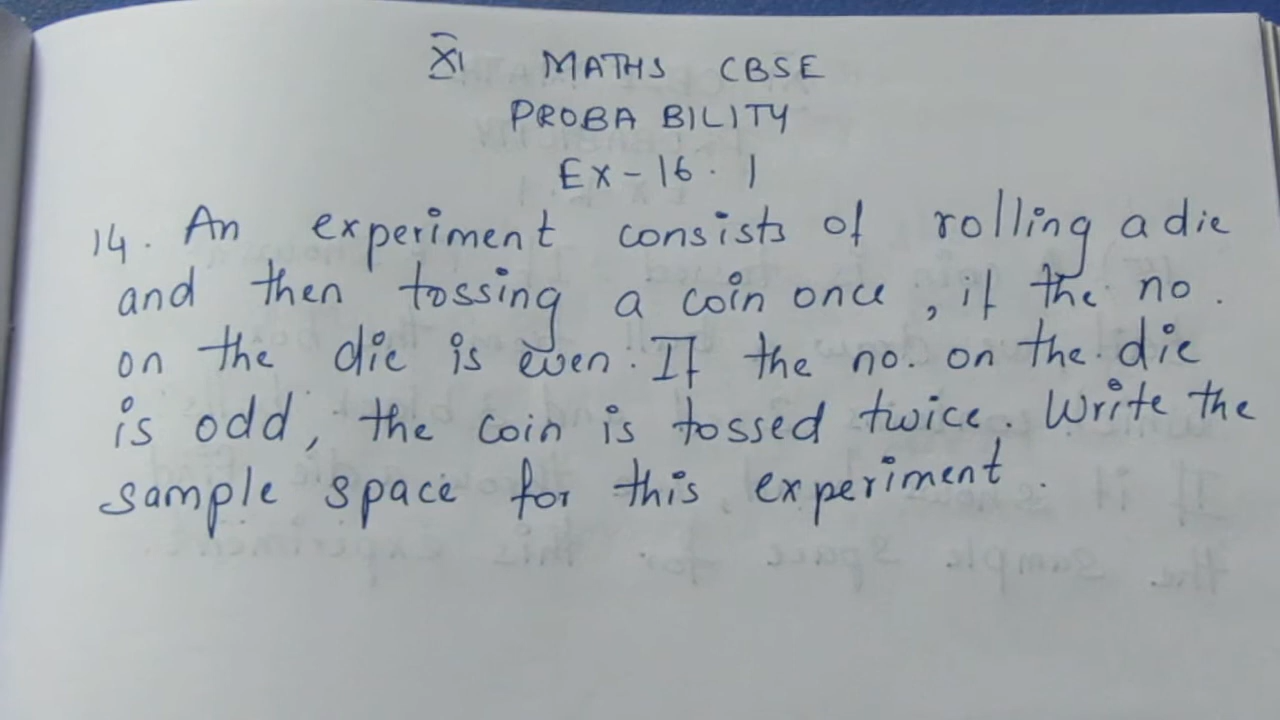 XI MATHS CBSE
PROBABILITY
EX-16.1
14. An experiment consists of rolling a die
and then tossing a coin once, if the no.
on the die is even. If the no. on the die
is odd, the coin is tossed twice. Write the
sample space for this experiment.